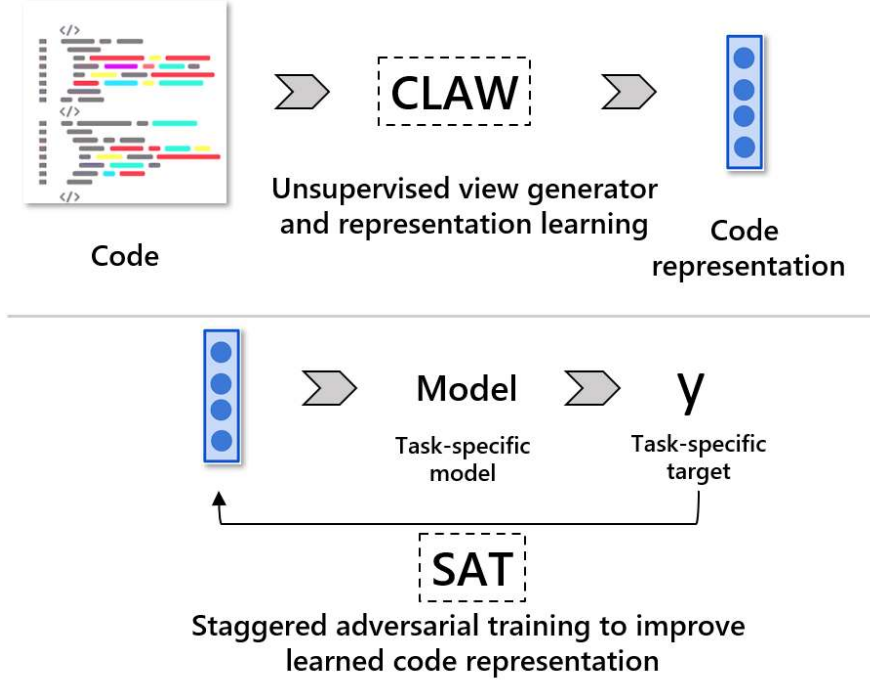 </>
</>
</>
Code
CLAW
Unsupervised view generator
and representation learning
Code
representation
Model
Task-specific
model
y
Task-specific
target
SAT
Staggered adversarial training to improve
learned code representation